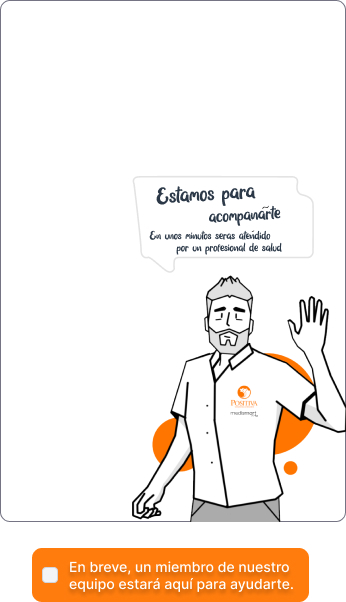 Estamos para
acompañarte
En unos minutos seras atendido
por un profesional de salud
POSITIVA
medismart
En breve, un miembro de nuestro
equipo estará aquí para ayudarte.